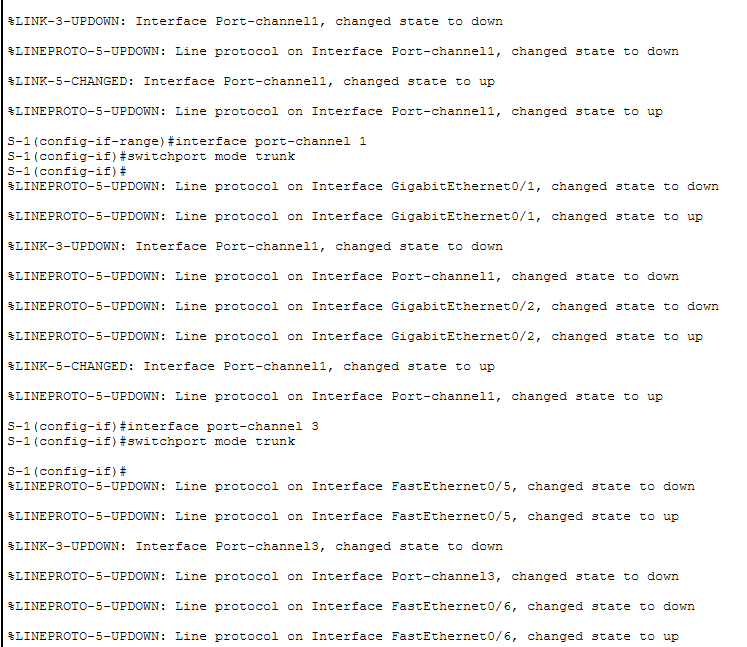 %LINK-3-UPDOWN: Interface Port-channel1, changed state to down
%LINEPROTO-5-UPDOWN: Line protocol on Interface Port-channel1, changed state to down
%LINK-5-CHANGED: Interface Port-channel1, changed state to up
%LINEPROTO-5-UPDOWN: Line protocol on Interface Port-channel1, changed state to up
S-1(config-if-range)#interface port-channel 1
S-1(config-if)#switchport mode trunk
S-1(config-if)#
%LINEPROTO-5-UPDOWN: Line protocol on Interface GigabitEthernet0/1, changed state to down
%LINEPROTO-5-UPDOWN: Line protocol on Interface GigabitEthernet0/1, changed state to up
%LINK-3-UPDOWN: Interface Port-channel1, changed state to down
%LINEPROTO-5-UPDOWN: Line protocol on Interface Port-channel1, changed state to down
%LINEPROTO-5-UPDOWN: Line protocol on Interface GigabitEthernet0/2, changed state to down
%LINEPROTO-5-UPDOWN: Line protocol on Interface GigabitEthernet0/2, changed state to up
%LINK-5-CHANGED: Interface Port-channel1, changed state to up
%LINEPROTO-5-UPDOWN: Line protocol on Interface Port-channel1, changed state to up
S-1(config-if)#interface port-channel 3
S-1(config-if)#switchport mode trunk
S-1(config-if)#
%LINEPROTO-5-UPDOWN: Line protocol on Interface FastEthernet0/5, changed state to down
%LINEPROTO-5-UPDOWN: Line protocol on Interface FastEthernet0/5, changed state to up
%LINK-3-UPDOWN: Interface Port-channel3, changed state to down
%LINEPROTO-5-UPDOWN: Line protocol on Interface Port-channel3, changed state to down
%LINEPROTO-5-UPDOWN: Line protocol on Interface FastEthernet0/6, changed state to down
%LINEPROTO-5-UPDOWN: Line protocol on Interface FastEthernet0/6, changed state to up